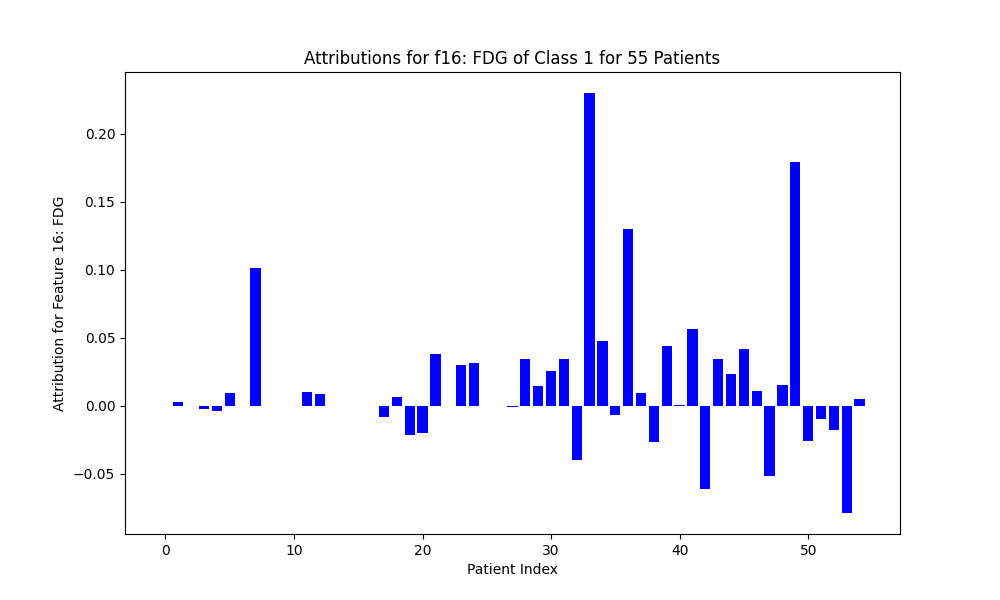 Attributions for f16: FDG of Class 1 for 55 Patients
Attribution for Feature 16: FDG
0.20
0.15
0.10
0.05
0.00
−0.05
0 10 20 30 40 50
Patient Index